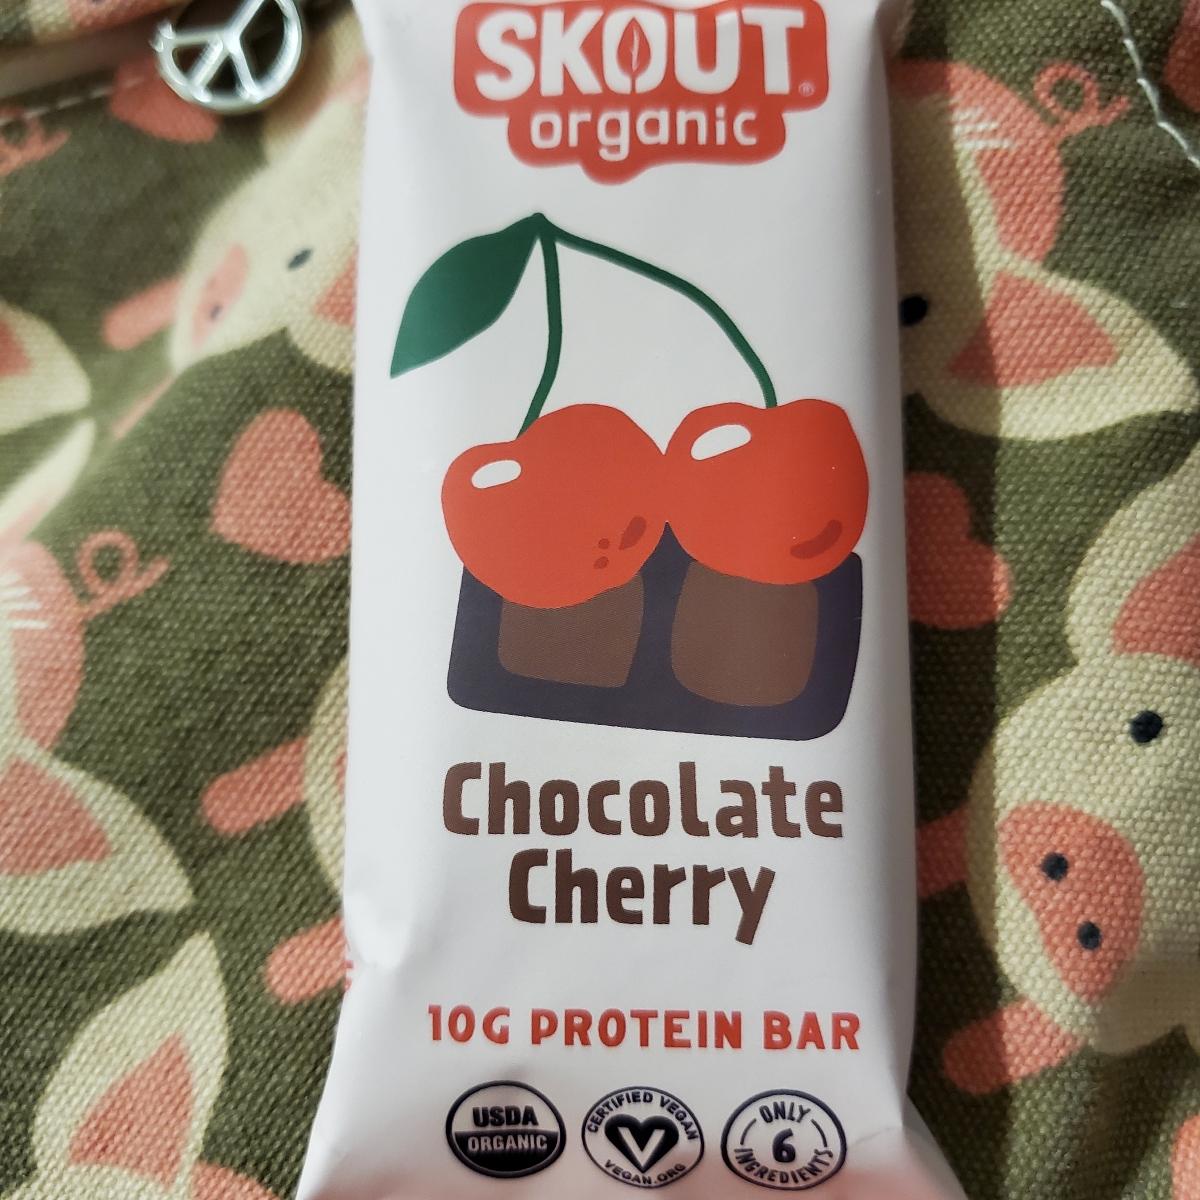 SKOUT®
organic
Chocolate
Cherry
10G PROTEIN BAR
USDA
ORGANIC
CERTIFIED VEGAN
V
VEGAN.ORG
ONLY
6
INGREDIENTS